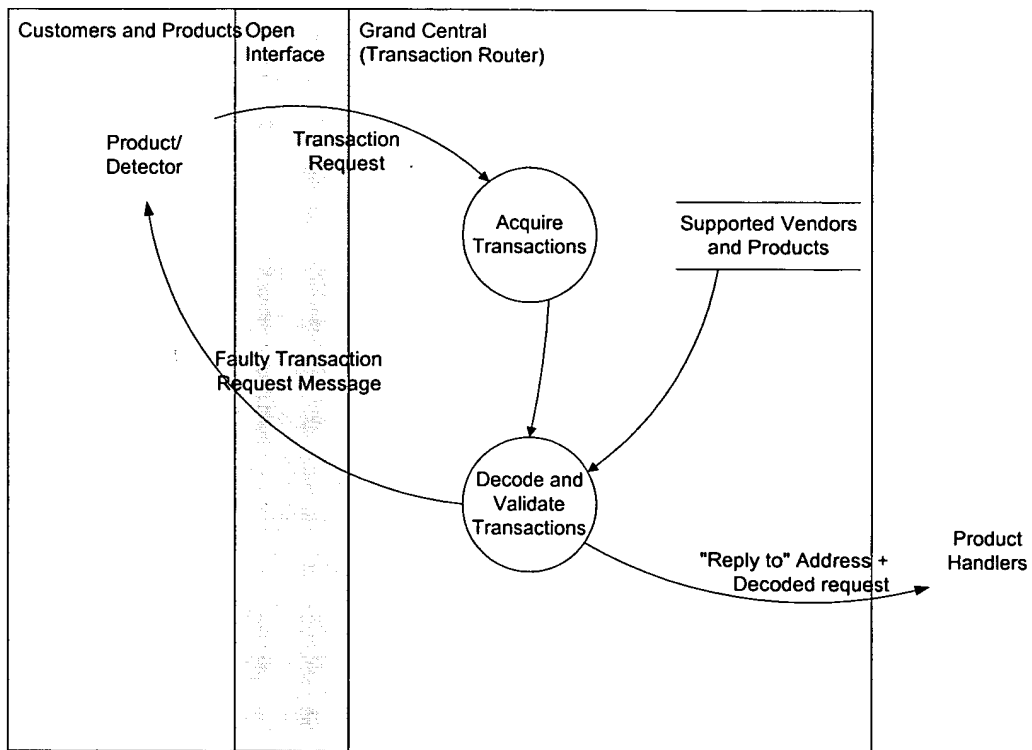 Customers and Products
Open
Interface
Grand Central
(Transaction Router)
Product/
Detector
Transaction
Request
Acquire
Transactions
Supported Vendors
and Products
Faulty Transaction
Request Message
Decode and
Validate
Transactions
"Reply to" Address +
Decoded request
Product
Handlers